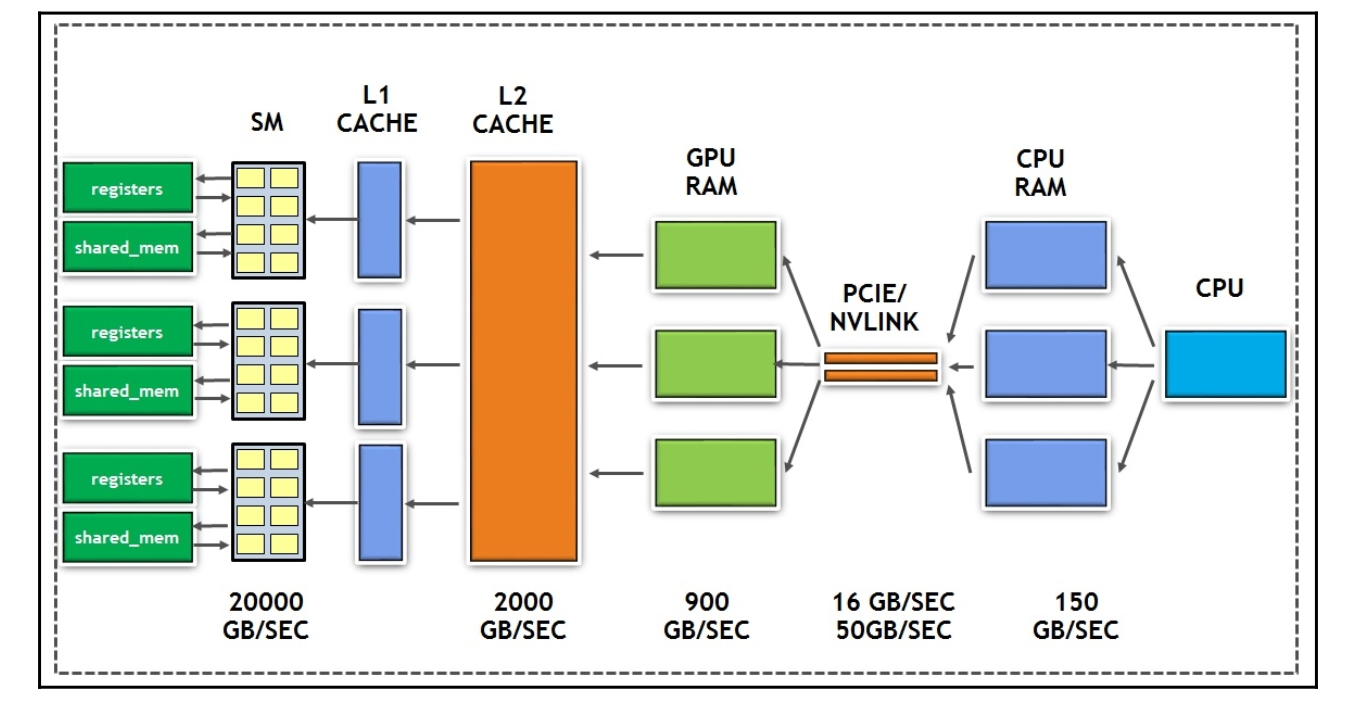 SM
L1
CACHE
L2
CACHE
GPU
RAM
CPU
RAM
PCIE/
NVLINK
CPU
registers
shared_mem
registers
shared_mem
registers
shared_mem
20000
GB/SEC
2000
GB/SEC
900
GB/SEC
16 GB/SEC
50GB/SEC
150
GB/SEC